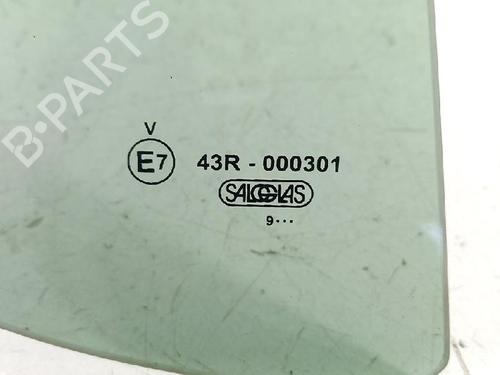 B-PARTS
V
E7 43R - 000301
SALGGLAS
9···